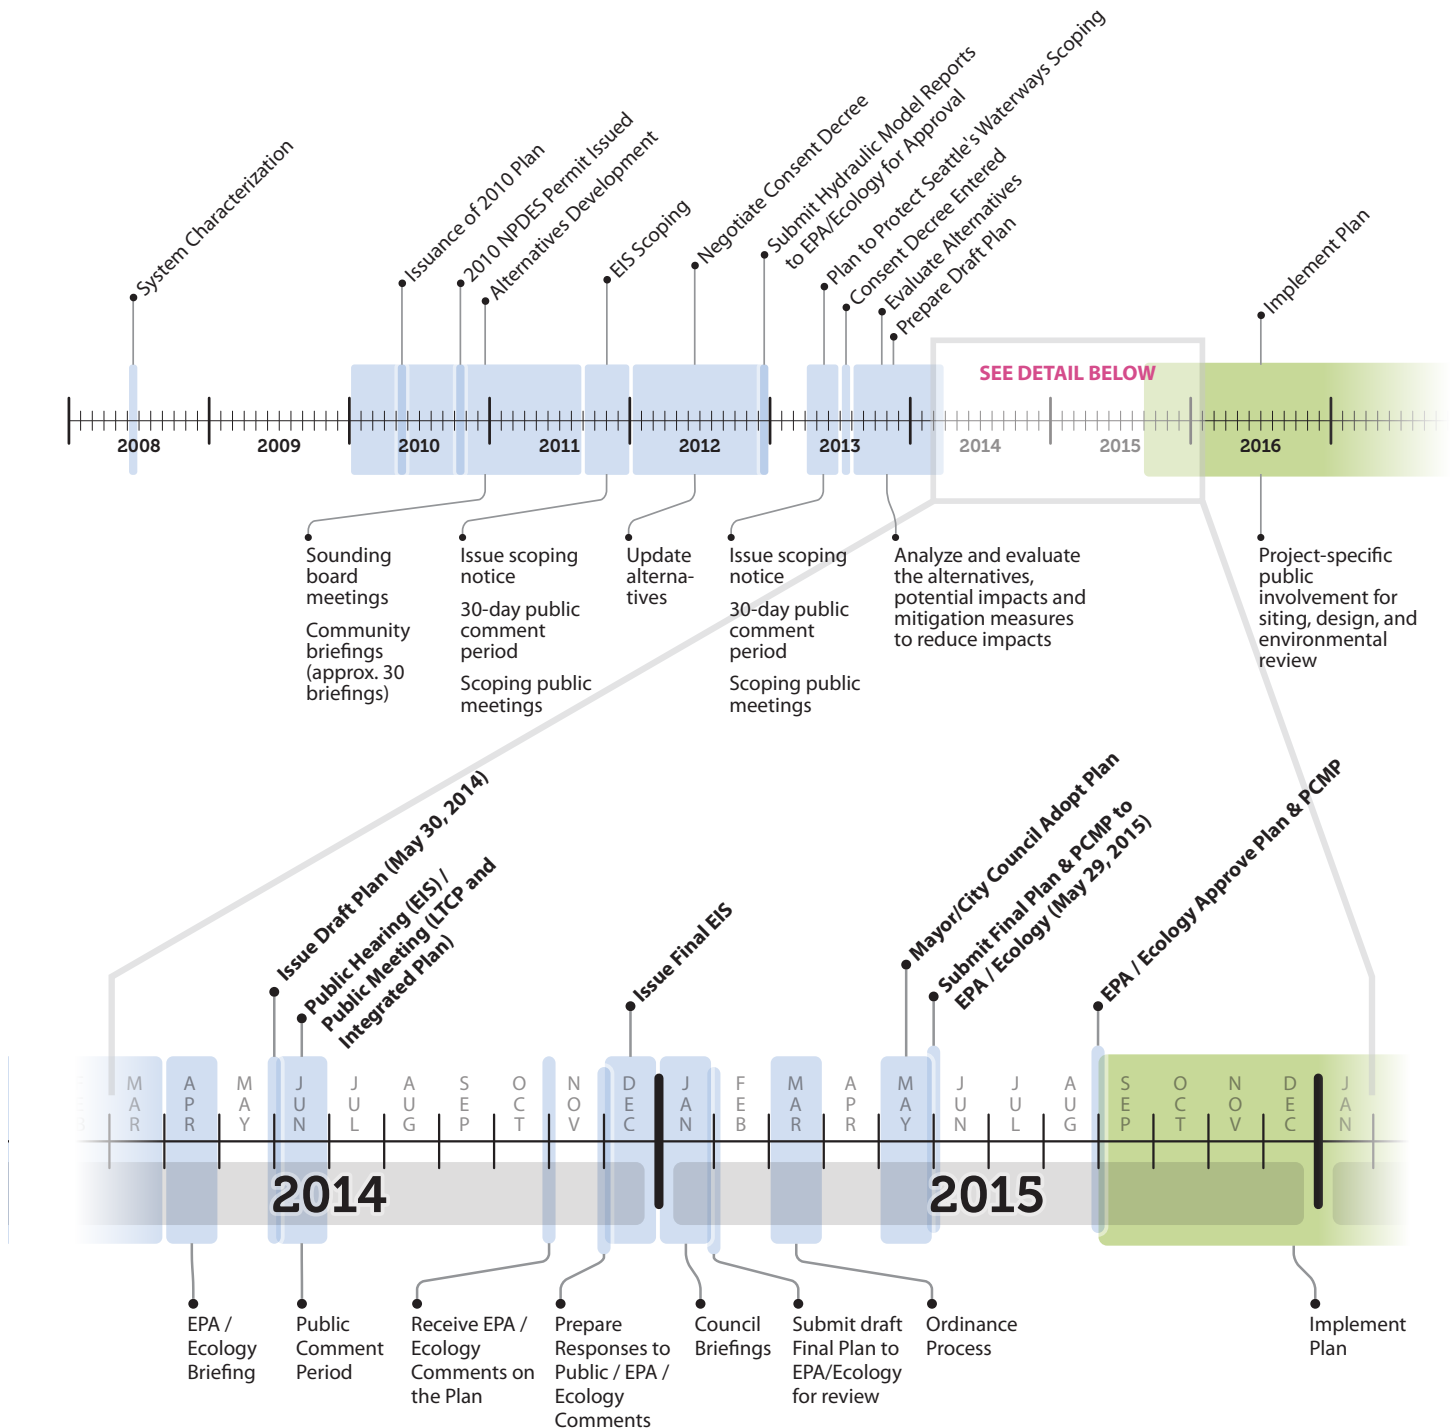 System Characterization
Issuance of 2010 Plan
2010 NPDES Permit Issued
Alternatives Development
EIS Scoping
Negotiate Consent Decree
Submit Hydraulic Model Reports
to EPA/Ecology for Approval
Plan to Protect Seattle's Waterways Scoping
Consent Decree Entered
Evaluate Alternatives
Prepare Draft Plan
Implement Plan
SEE DETAIL BELOW
2008
2009
2010
2011
2012
2013
2014
2015
2016
Sounding
board
meetings
Community
briefings
(approx. 30
briefings)
Issue scoping
notice
30-day public
comment
period
Scoping public
meetings
Update
alterna-
tives
Issue scoping
notice
30-day public
comment
period
Scoping public
meetings
Analyze and evaluate
the alternatives,
potential impacts and
mitigation measures
to reduce impacts
Project-specific
public
involvement for
siting, design, and
environmental
review
Issue Draft Plan (May 30, 2014)
Public Hearing (EIS) /
Public Meeting (LTCP and
Integrated Plan)
Issue Final EIS
Mayor/City Council Adopt Plan
Submit Final Plan & PCMP to
EPA / Ecology (May 29, 2015)
EPA / Ecology Approve Plan & PCMP
MAR
APR
MAY
JUN
JUL
AUG
SEP
OCT
NOV
DEC
JAN
FEB
MAR
APR
MAY
JUN
JUL
AUG
SEP
OCT
NOV
DEC
JAN
2014
2015
EPA /
Ecology
Briefing
Public
Comment
Period
Receive EPA /
Ecology
Comments on
the Plan
Prepare
Responses to
Public / EPA /
Ecology
Comments
Council
Briefings
Submit draft
Final Plan to
EPA/Ecology
for review
Ordinance
Process
Implement
Plan